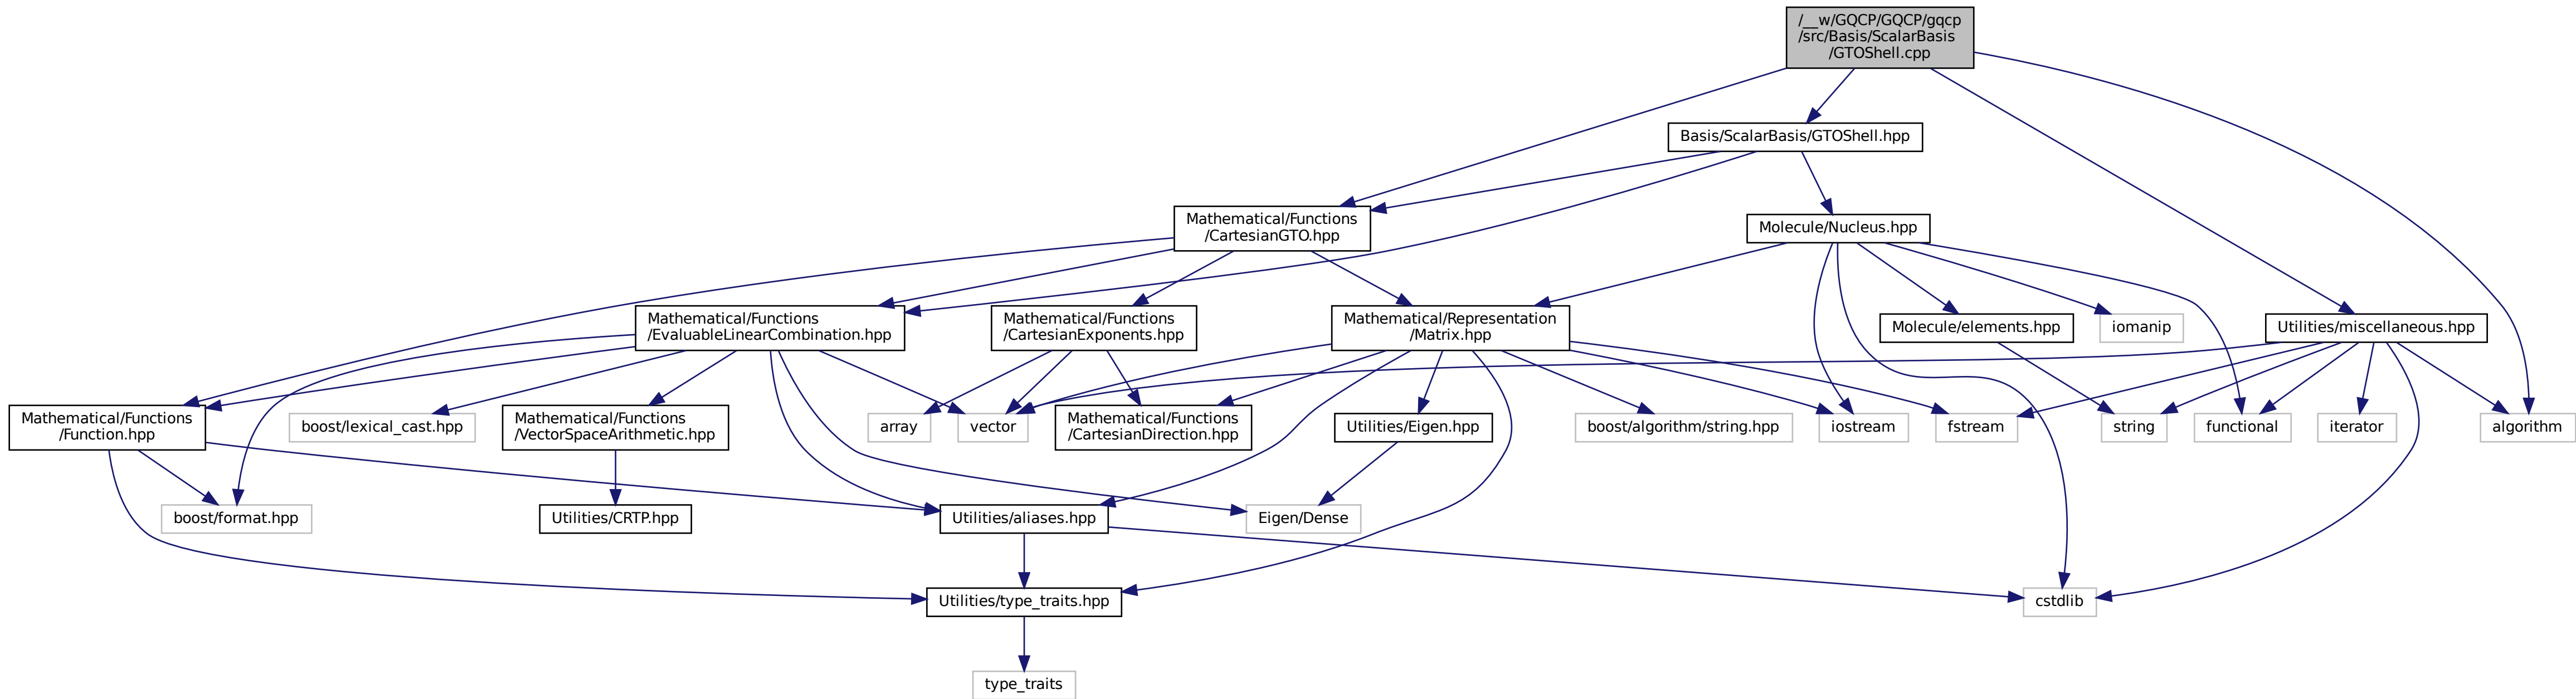 /__w/GQCP/GQCP/gqcp
/src/Basis/ScalarBasis
/GTOShell.cpp
Basis/ScalarBasis/GTOShell.hpp
Mathematical/Functions
/CartesianGTO.hpp
Molecule/Nucleus.hpp
Mathematical/Functions
/EvaluableLinearCombination.hpp
Mathematical/Functions
/CartesianExponents.hpp
Mathematical/Representation
/Matrix.hpp
Molecule/elements.hpp
iomanip
Utilities/miscellaneous.hpp
Mathematical/Functions
/Function.hpp
boost/lexical_cast.hpp
Mathematical/Functions
/VectorSpaceArithmetic.hpp
array
vector
Mathematical/Functions
/CartesianDirection.hpp
Utilities/Eigen.hpp
boost/algorithm/string.hpp
iostream
fstream
string
functional
iterator
algorithm
boost/format.hpp
Utilities/CRTP.hpp
Utilities/aliases.hpp
Eigen/Dense
Utilities/type_traits.hpp
cstdlib
type_traits